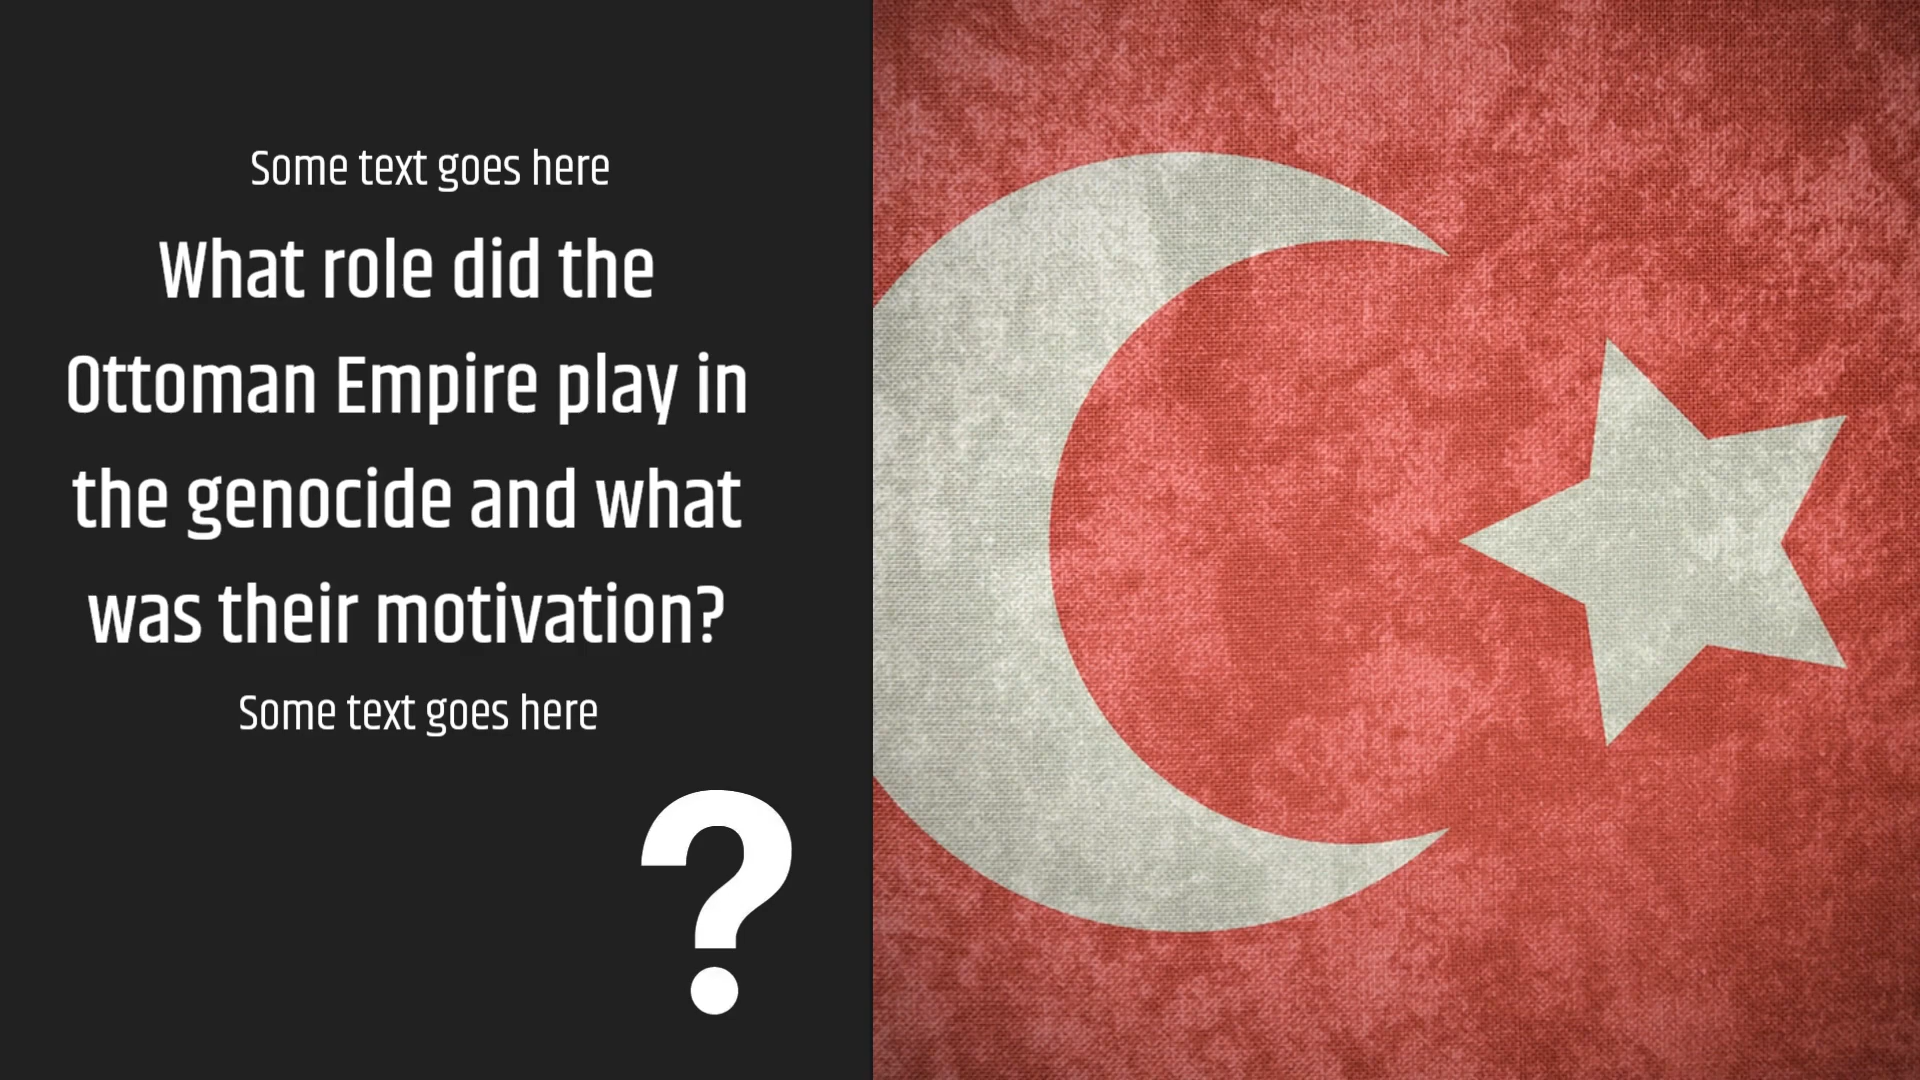 Some text goes here
What role did the
Ottoman Empire play in
the genocide and what
was their motivation?
Some text goes here
?